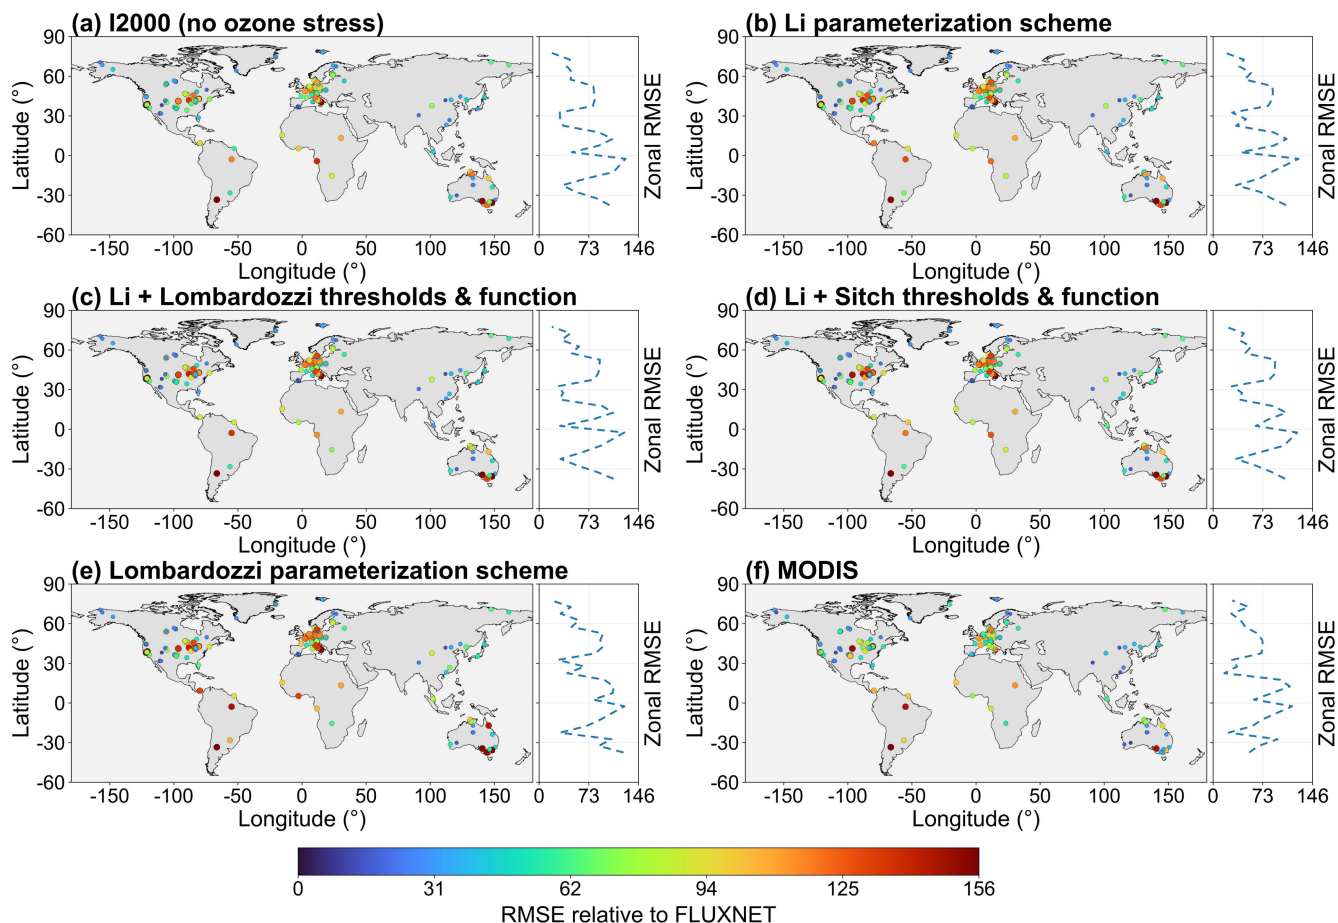 (a) I2000 (no ozone stress)
90
60
30
0
-30
-60
Latitude (°)
-150 -100 -50 0 50 100 150
Longitude (°)
0 73 146
Zonal RMSE
(b) Li parameterization scheme
90
60
30
0
-30
-60
Latitude (°)
-150 -100 -50 0 50 100 150
Longitude (°)
0 73 146
Zonal RMSE
(c) Li + Lombardozzi thresholds & function
90
60
30
0
-30
-60
Latitude (°)
-150 -100 -50 0 50 100 150
Longitude (°)
0 73 146
Zonal RMSE
(d) Li + Sitch thresholds & function
90
60
30
0
-30
-60
Latitude (°)
-150 -100 -50 0 50 100 150
Longitude (°)
0 73 146
Zonal RMSE
(e) Lombardozzi parameterization scheme
90
60
30
0
-30
-60
Latitude (°)
-150 -100 -50 0 50 100 150
Longitude (°)
0 73 146
Zonal RMSE
(f) MODIS
90
60
30
0
-30
-60
Latitude (°)
-150 -100 -50 0 50 100 150
Longitude (°)
0 73 146
Zonal RMSE
0 31 62 94 125 156
RMSE relative to FLUXNET